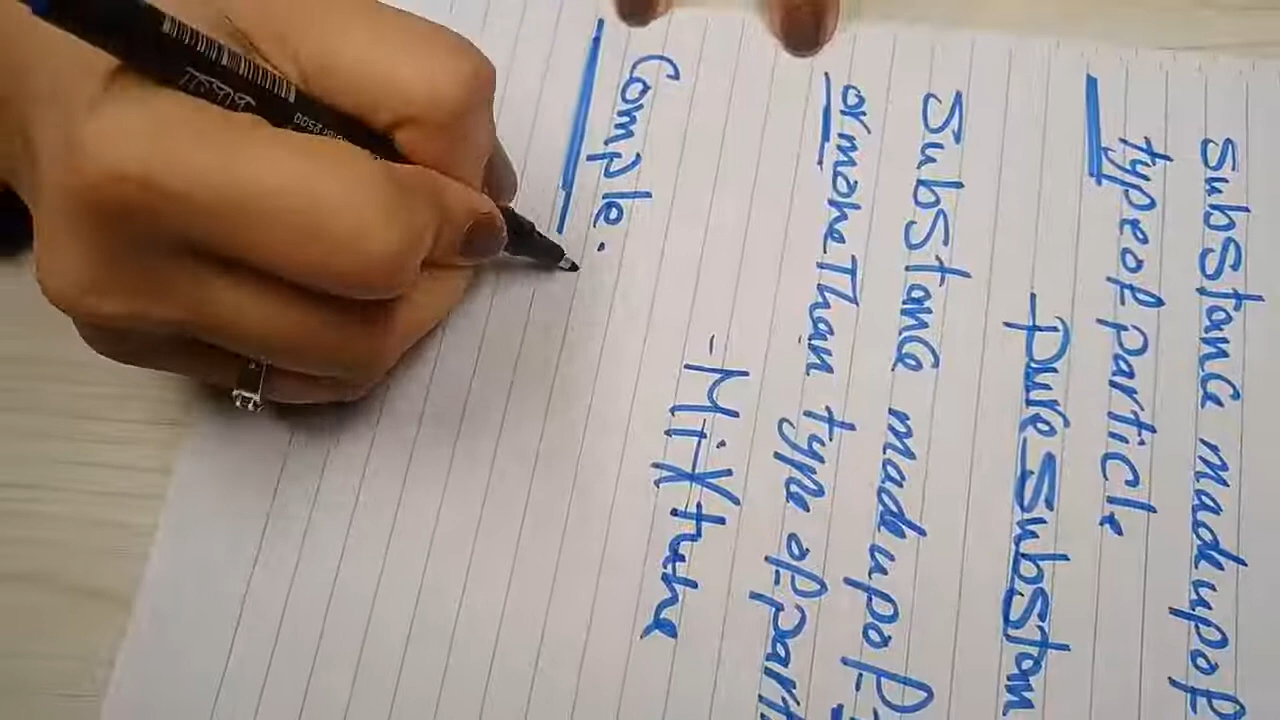 Substance made up of
type of particle
-Pure Substan
Substance made up of
or more Than type of part
-Mixture
Comple.